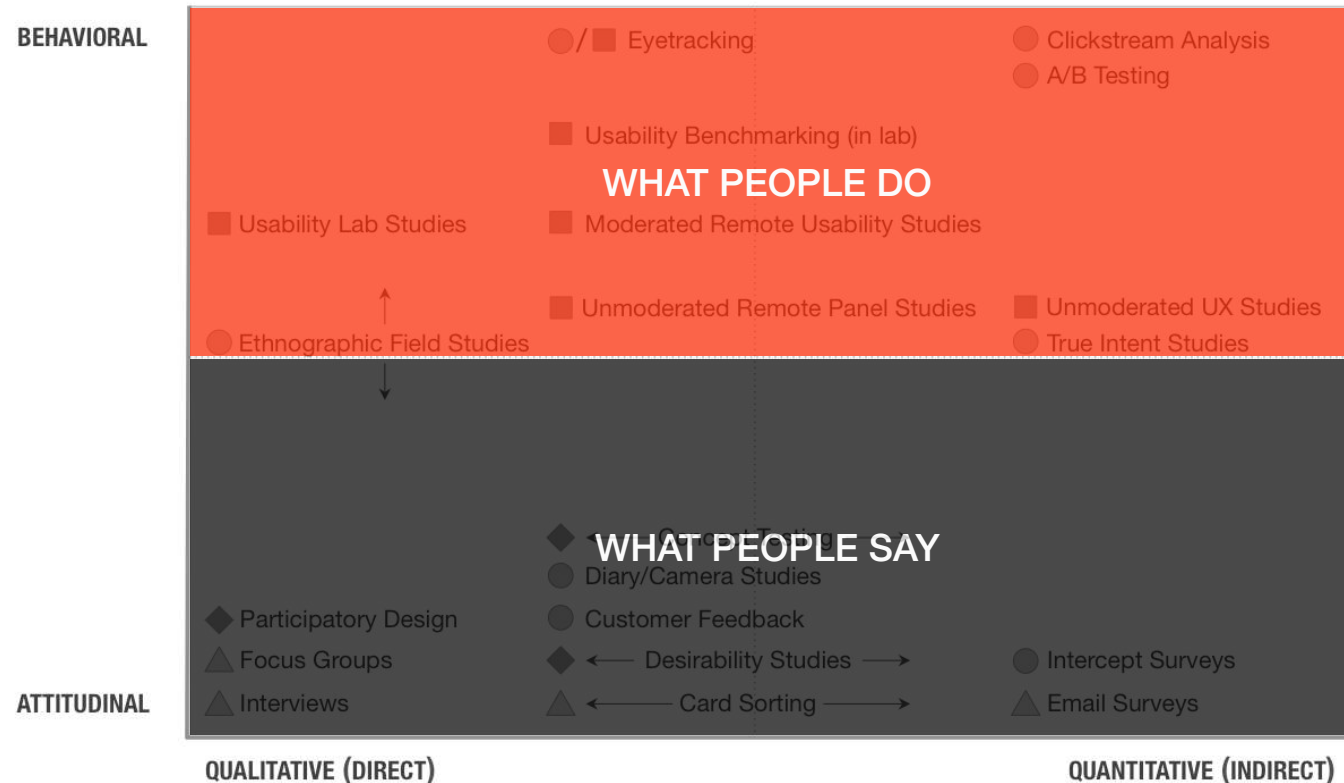 BEHAVIORAL
/ Eyetracking
Clickstream Analysis
A/B Testing
Usability Benchmarking (in lab)
WHAT PEOPLE DO
Usability Lab Studies
Moderated Remote Usability Studies
Unmoderated Remote Panel Studies
Unmoderated UX Studies
Ethnographic Field Studies
True Intent Studies
Concept Testing
WHAT PEOPLE SAY
Diary/Camera Studies
Participatory Design
Customer Feedback
Focus Groups
Desirability Studies
Intercept Surveys
ATTITUDINAL
Interviews
Card Sorting
Email Surveys
QUALITATIVE (DIRECT)
QUANTITATIVE (INDIRECT)